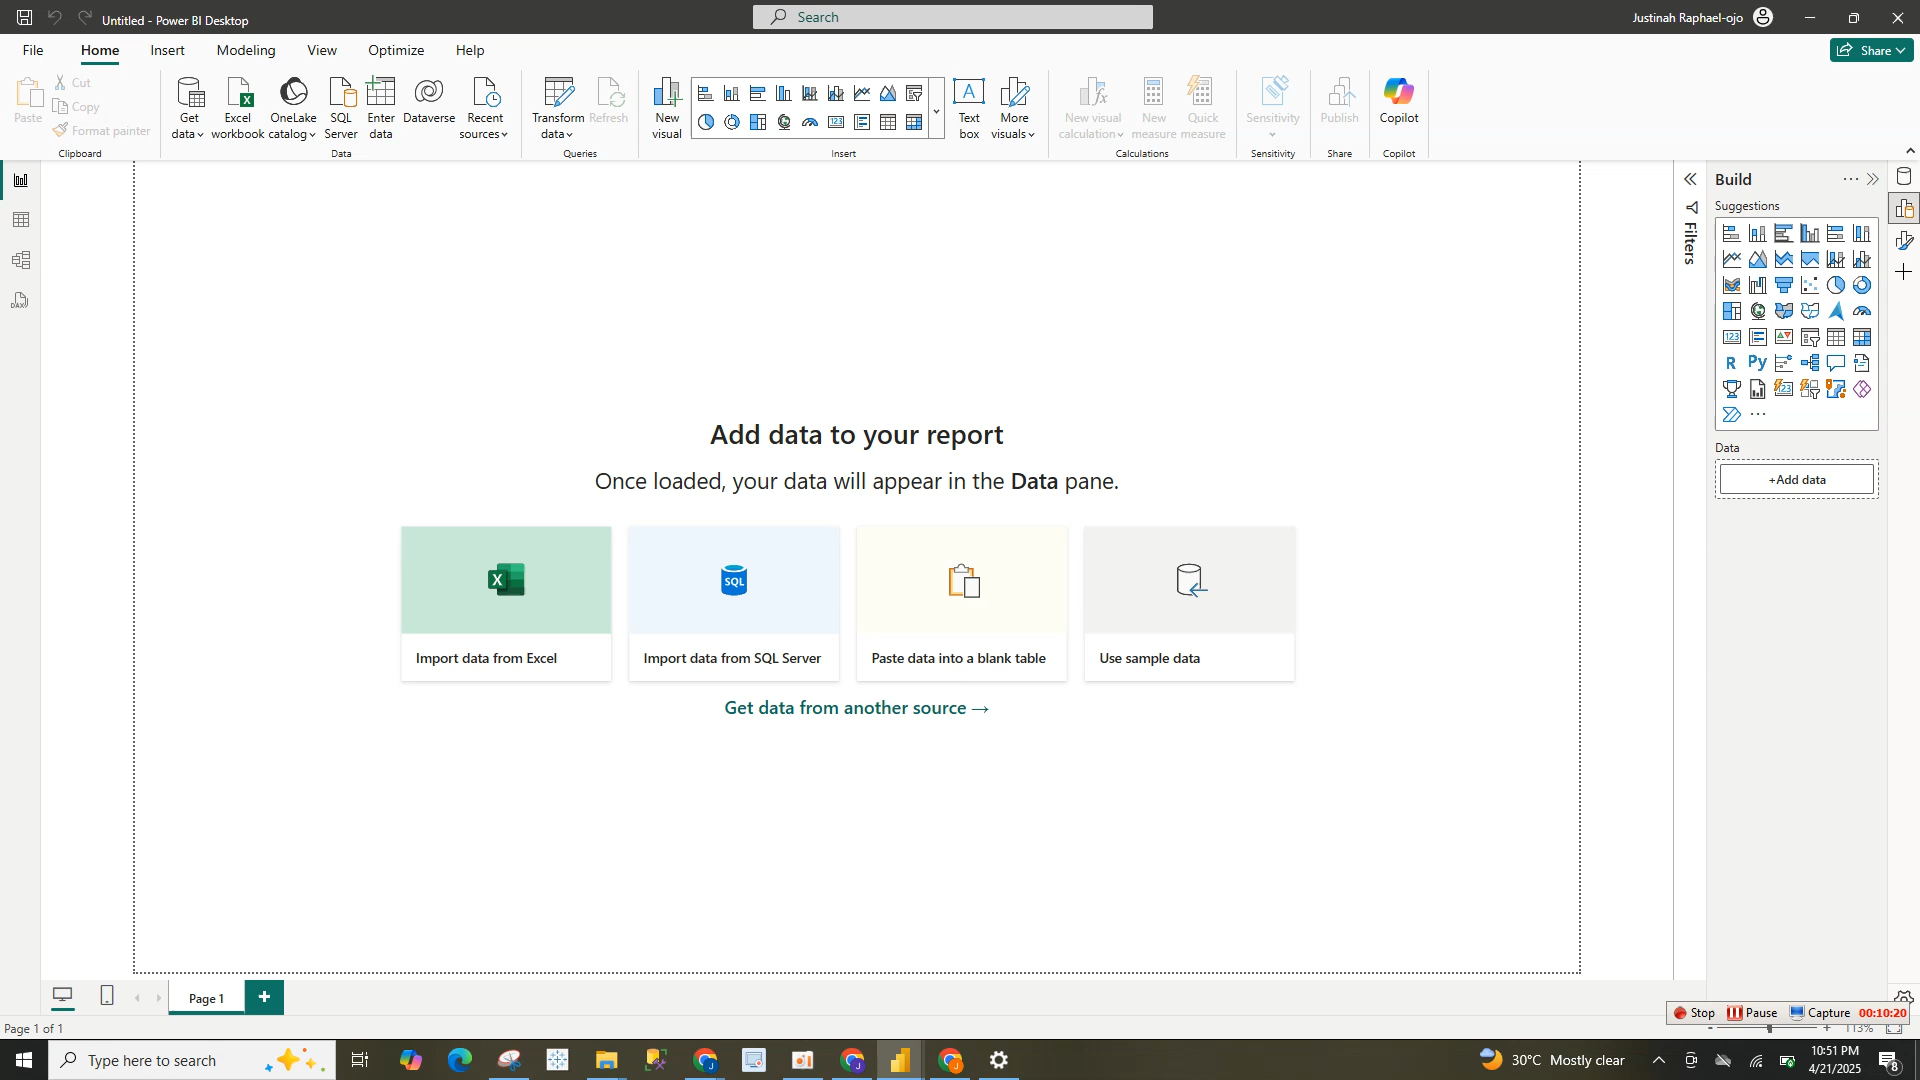 Untitled - Power BI Desktop
Search
Justinah Raphael-ojo
File
Home
Insert
Modeling
View
Optimize
Help
Share
Paste
Cut
Copy
Format painter
Clipboard
Get data
Excel workbook
OneLake catalog
SQL Server
Enter data
Dataverse
Recent sources
Data
Transform data
Refresh
Queries
New visual
Text box
More visuals
Insert
New visual calculation
New measure
Quick measure
Calculations
Sensitivity
Sensitivity
Publish
Share
Copilot
Copilot
Filters
Build
Suggestions
R
Py
Data
+Add data
Add data to your report
Once loaded, your data will appear in the Data pane.
SQL
Import data from Excel
Import data from SQL Server
Paste data into a blank table
Use sample data
Get data from another source →
Page 1
Page 1 of 1
Stop
Pause
Capture
00:10:20
113%
Type here to search
30°C Mostly clear
10:51 PM
4/21/2025
8